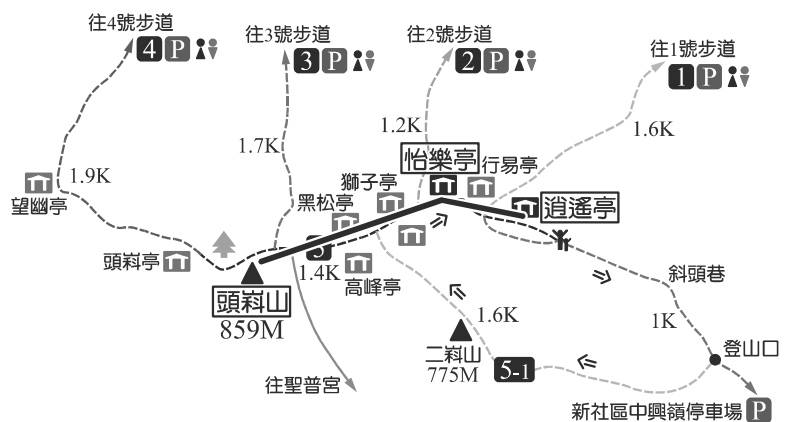 往4號步道
4 P
往3號步道
3 P
往2號步道
2 P
往1號步道
1 P
1.9K
1.7K
1.2K
1.6K
怡樂亭
行易亭
獅子亭
黑松亭
逍遙亭
望幽亭
頭嵙亭
5
1.4K
高峰亭
頭嵙山
859M
斜頭巷
1K
1.6K
二嵙山
775M
5-1
登山口
往聖普宮
新社區中興嶺停車場 P